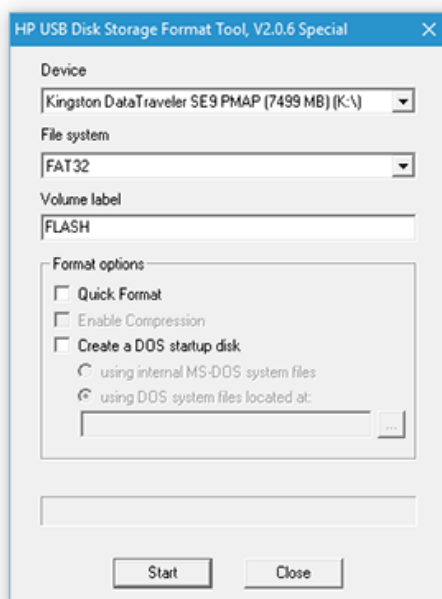 HP USB Disk Storage Format Tool, V2.0.6 Special
Device
Kingston DataTraveler SE9 PMAP (7499 MB) (K:\)
File system
FAT32
Volume label
FLASH
Format options
Quick Format
Enable Compression
Create a DOS startup disk
using internal MS-DOS system files
using DOS system files located at:
...
Start
Close